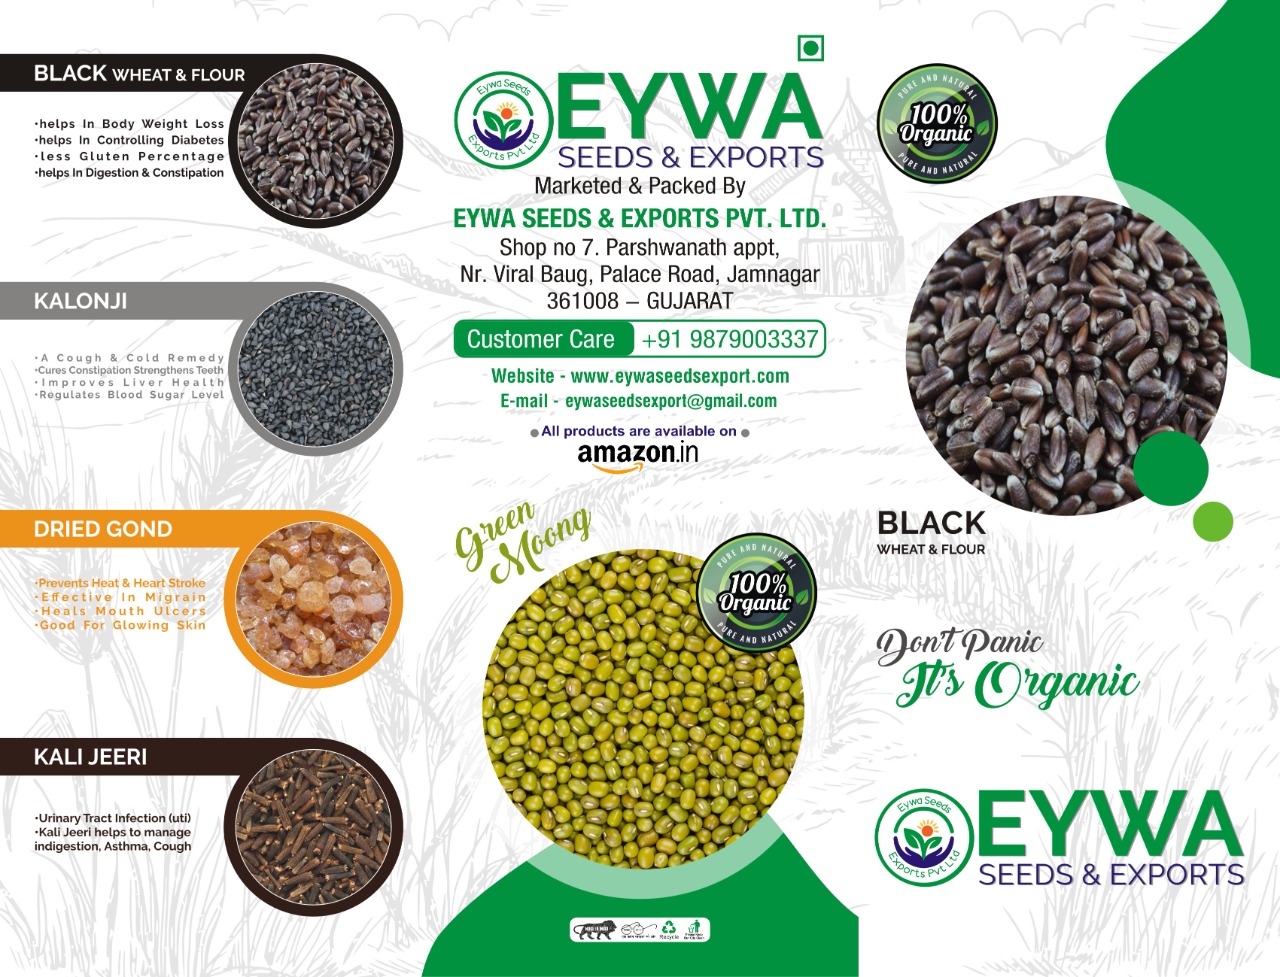 BLACK WHEAT & FLOUR
•helps In Body Weight Loss
•helps In Controlling Diabetes
•less Gluten Percentage
•helps In Digestion & Constipation
KALONJI
•A Cough & Cold Remedy
•Cures Constipation Strengthens Teeth
•Improves Liver Health
•Regulates Blood Sugar Level
DRIED GOND
•Prevents Heat & Heart Stroke
•Effective In Migrain
•Heals Mouth Ulcers
•Good For Glowing Skin
KALI JEERI
•Urinary Tract Infection (uti)
•Kali Jeeri helps to manage
indigestion, Asthma, Cough
Eywa Seeds
Exports Pvt Ltd
EYWA
SEEDS & EXPORTS
Marketed & Packed By
EYWA SEEDS & EXPORTS PVT. LTD.
Shop no 7. Parshwanath appt,
Nr. Viral Baug, Palace Road, Jamnagar
361008 – GUJARAT
Customer Care +91 9879003337
Website - www.eywaseedsexport.com
E-mail - eywaseedsexport@gmail.com
All products are available on
amazon.in
Green
Moong
PURE AND NATURAL
100%
Organic
PURE AND NATURAL
Recycle
PURE AND NATURAL
100%
Organic
PURE AND NATURAL
BLACK
WHEAT & FLOUR
Don't Panic
It's Organic
Eywa Seeds
Exports Pvt Ltd
EYWA
SEEDS & EXPORTS